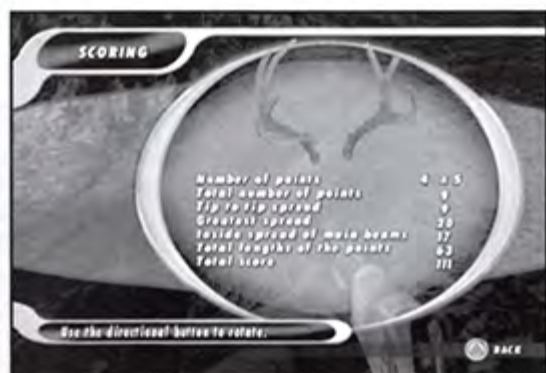 SCORING
Number of points 4 x 5
Total number of points 9
Tip to tip spread 9
Greatest spread 20
Inside spread of main beams 17
Total lengths of the points 63
Total score 111
Use the directional button to rotate.
BACK